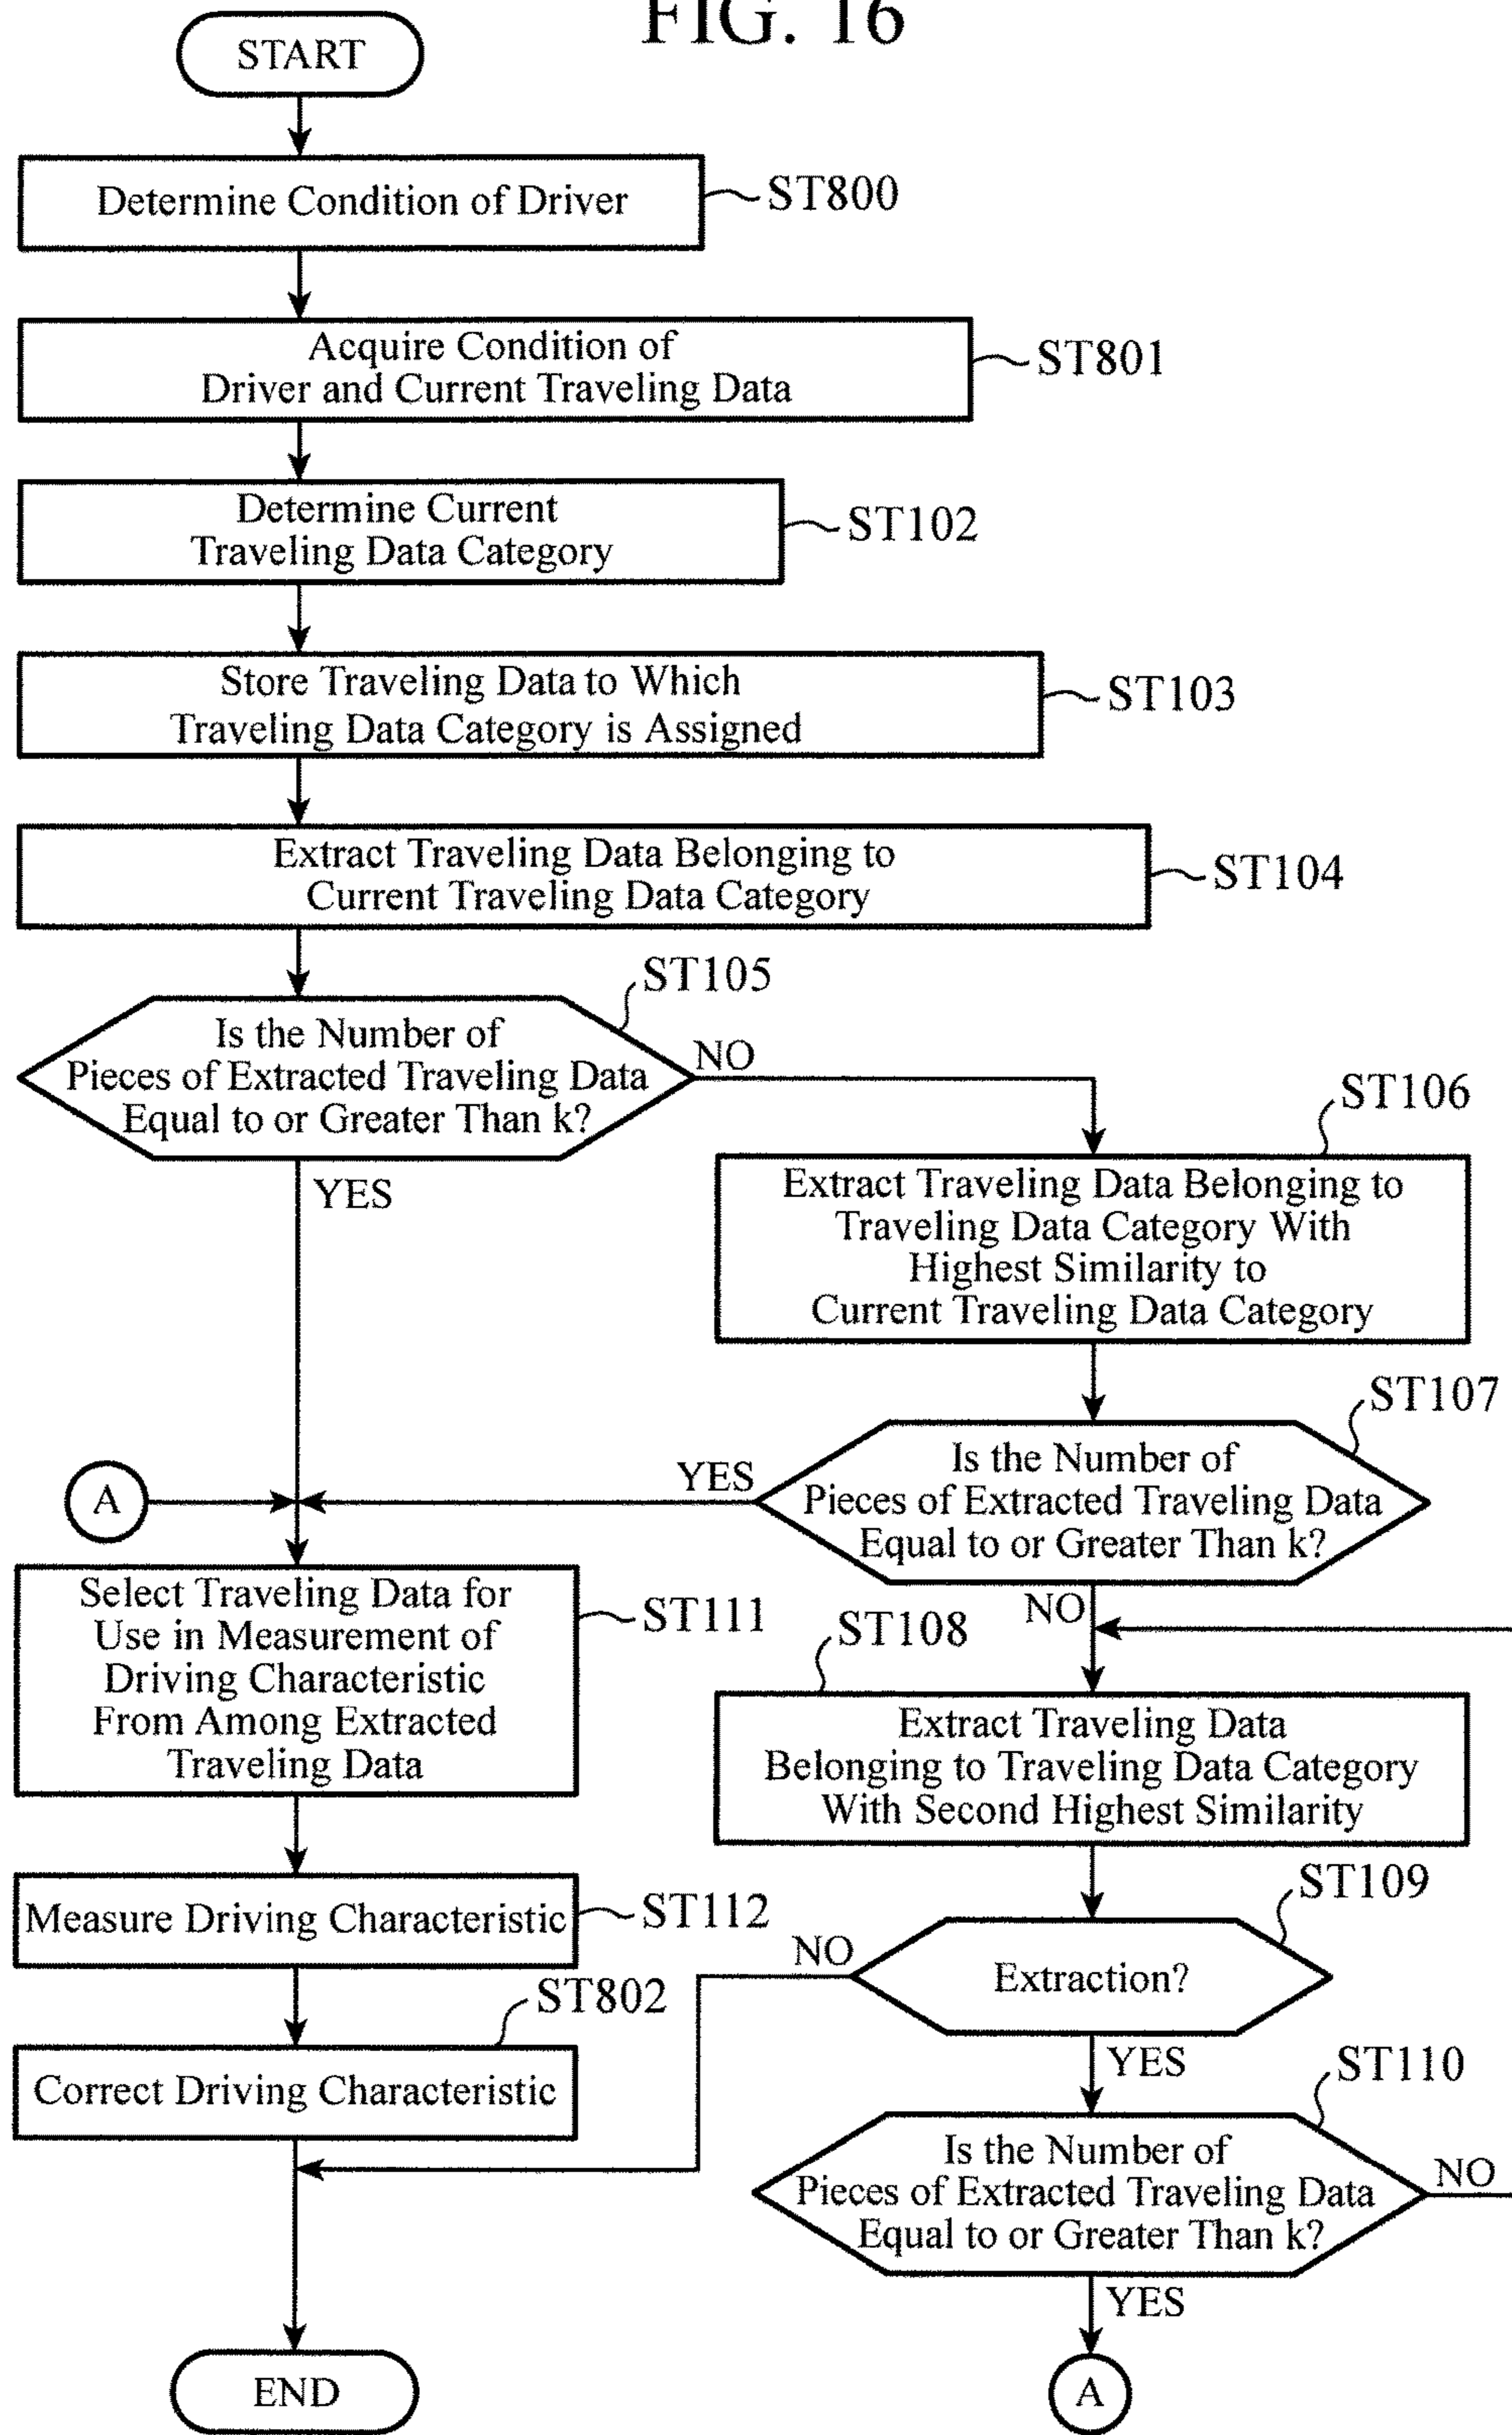 FIG. 16
START
Determine Condition of Driver
ST800
Acquire Condition of
Driver and Current Traveling Data
ST801
Determine Current
Traveling Data Category
ST102
Store Traveling Data to Which
Traveling Data Category is Assigned
ST103
Extract Traveling Data Belonging to
Current Traveling Data Category
ST104
ST105
Is the Number of
Pieces of Extracted Traveling Data
Equal to or Greater Than k?
NO
YES
ST106
Extract Traveling Data Belonging to
Traveling Data Category With
Highest Similarity to
Current Traveling Data Category
ST107
Is the Number of
Pieces of Extracted Traveling Data
Equal to or Greater Than k?
YES
NO
A
Select Traveling Data for
Use in Measurement of
Driving Characteristic
From Among Extracted
Traveling Data
ST111
ST108
Extract Traveling Data
Belonging to Traveling Data Category
With Second Highest Similarity
Measure Driving Characteristic
ST112
ST109
Extraction?
NO
YES
ST802
Correct Driving Characteristic
ST110
Is the Number of
Pieces of Extracted Traveling Data
Equal to or Greater Than k?
NO
YES
END
A